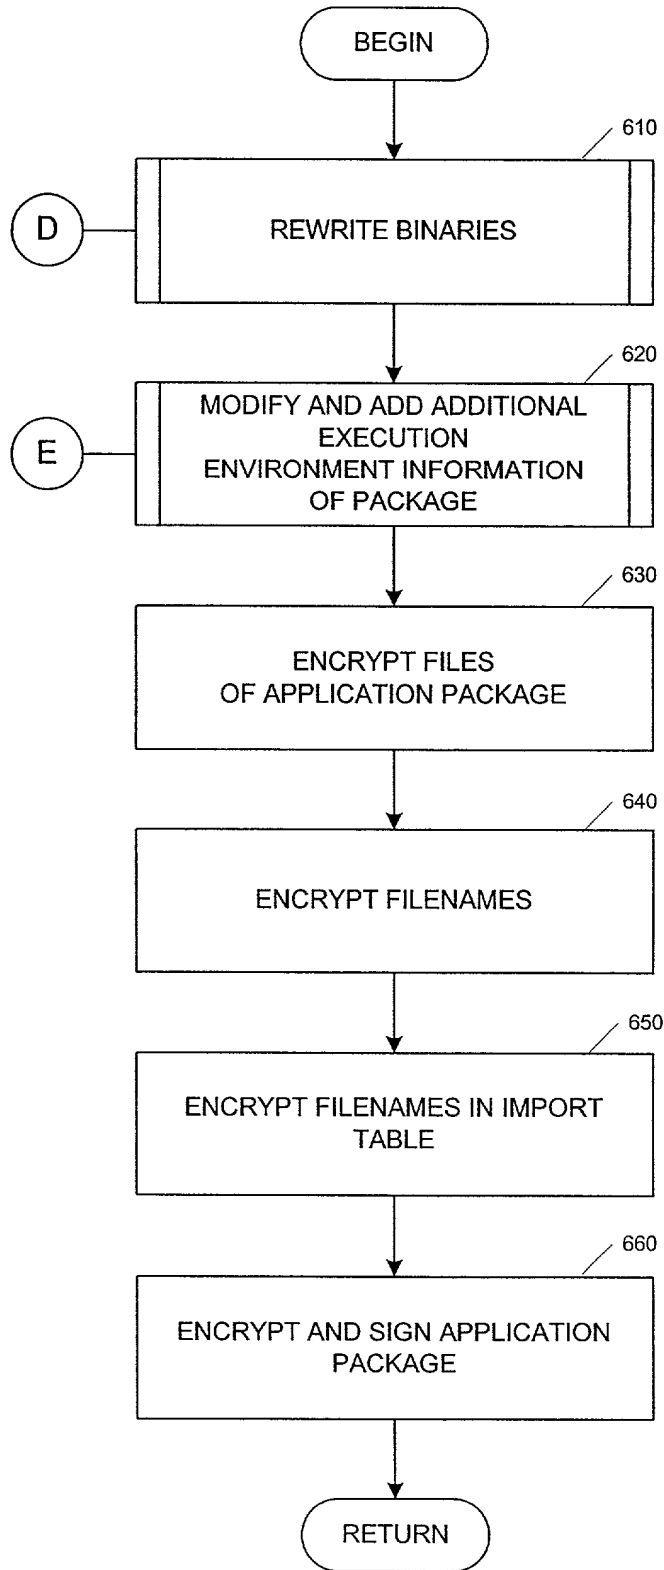 BEGIN
610
D
REWRITE BINARIES
620
E
MODIFY AND ADD ADDITIONAL
EXECUTION
ENVIRONMENT INFORMATION
OF PACKAGE
630
ENCRYPT FILES
OF APPLICATION PACKAGE
640
ENCRYPT FILENAMES
650
ENCRYPT FILENAMES IN IMPORT
TABLE
660
ENCRYPT AND SIGN APPLICATION
PACKAGE
RETURN